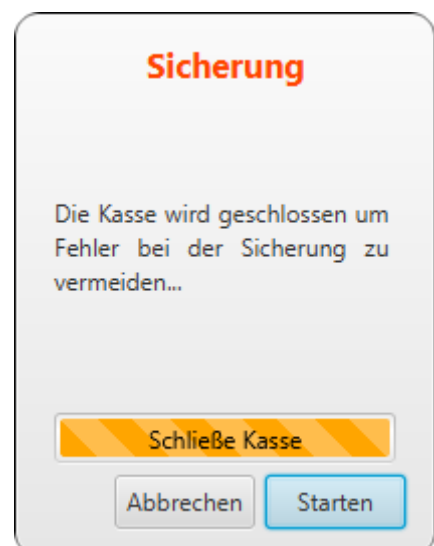 Sicherung
Die Kasse wird geschlossen um
Fehler bei der Sicherung zu
vermeiden...
Schließe Kasse
Abbrechen
Starten